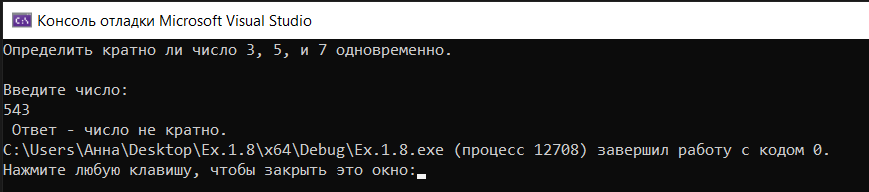 Консоль отладки Microsoft Visual Studio
Определить кратно ли число 3, 5, и 7 одновременно.
Введите число:
543
Ответ - число не кратно.
C:\Users\Анна\Desktop\Ex.1.8\x64\Debug\Ex.1.8.exe (процесс 12708) завершил работу с кодом 0.
Нажмите любую клавишу, чтобы закрыть это окно: